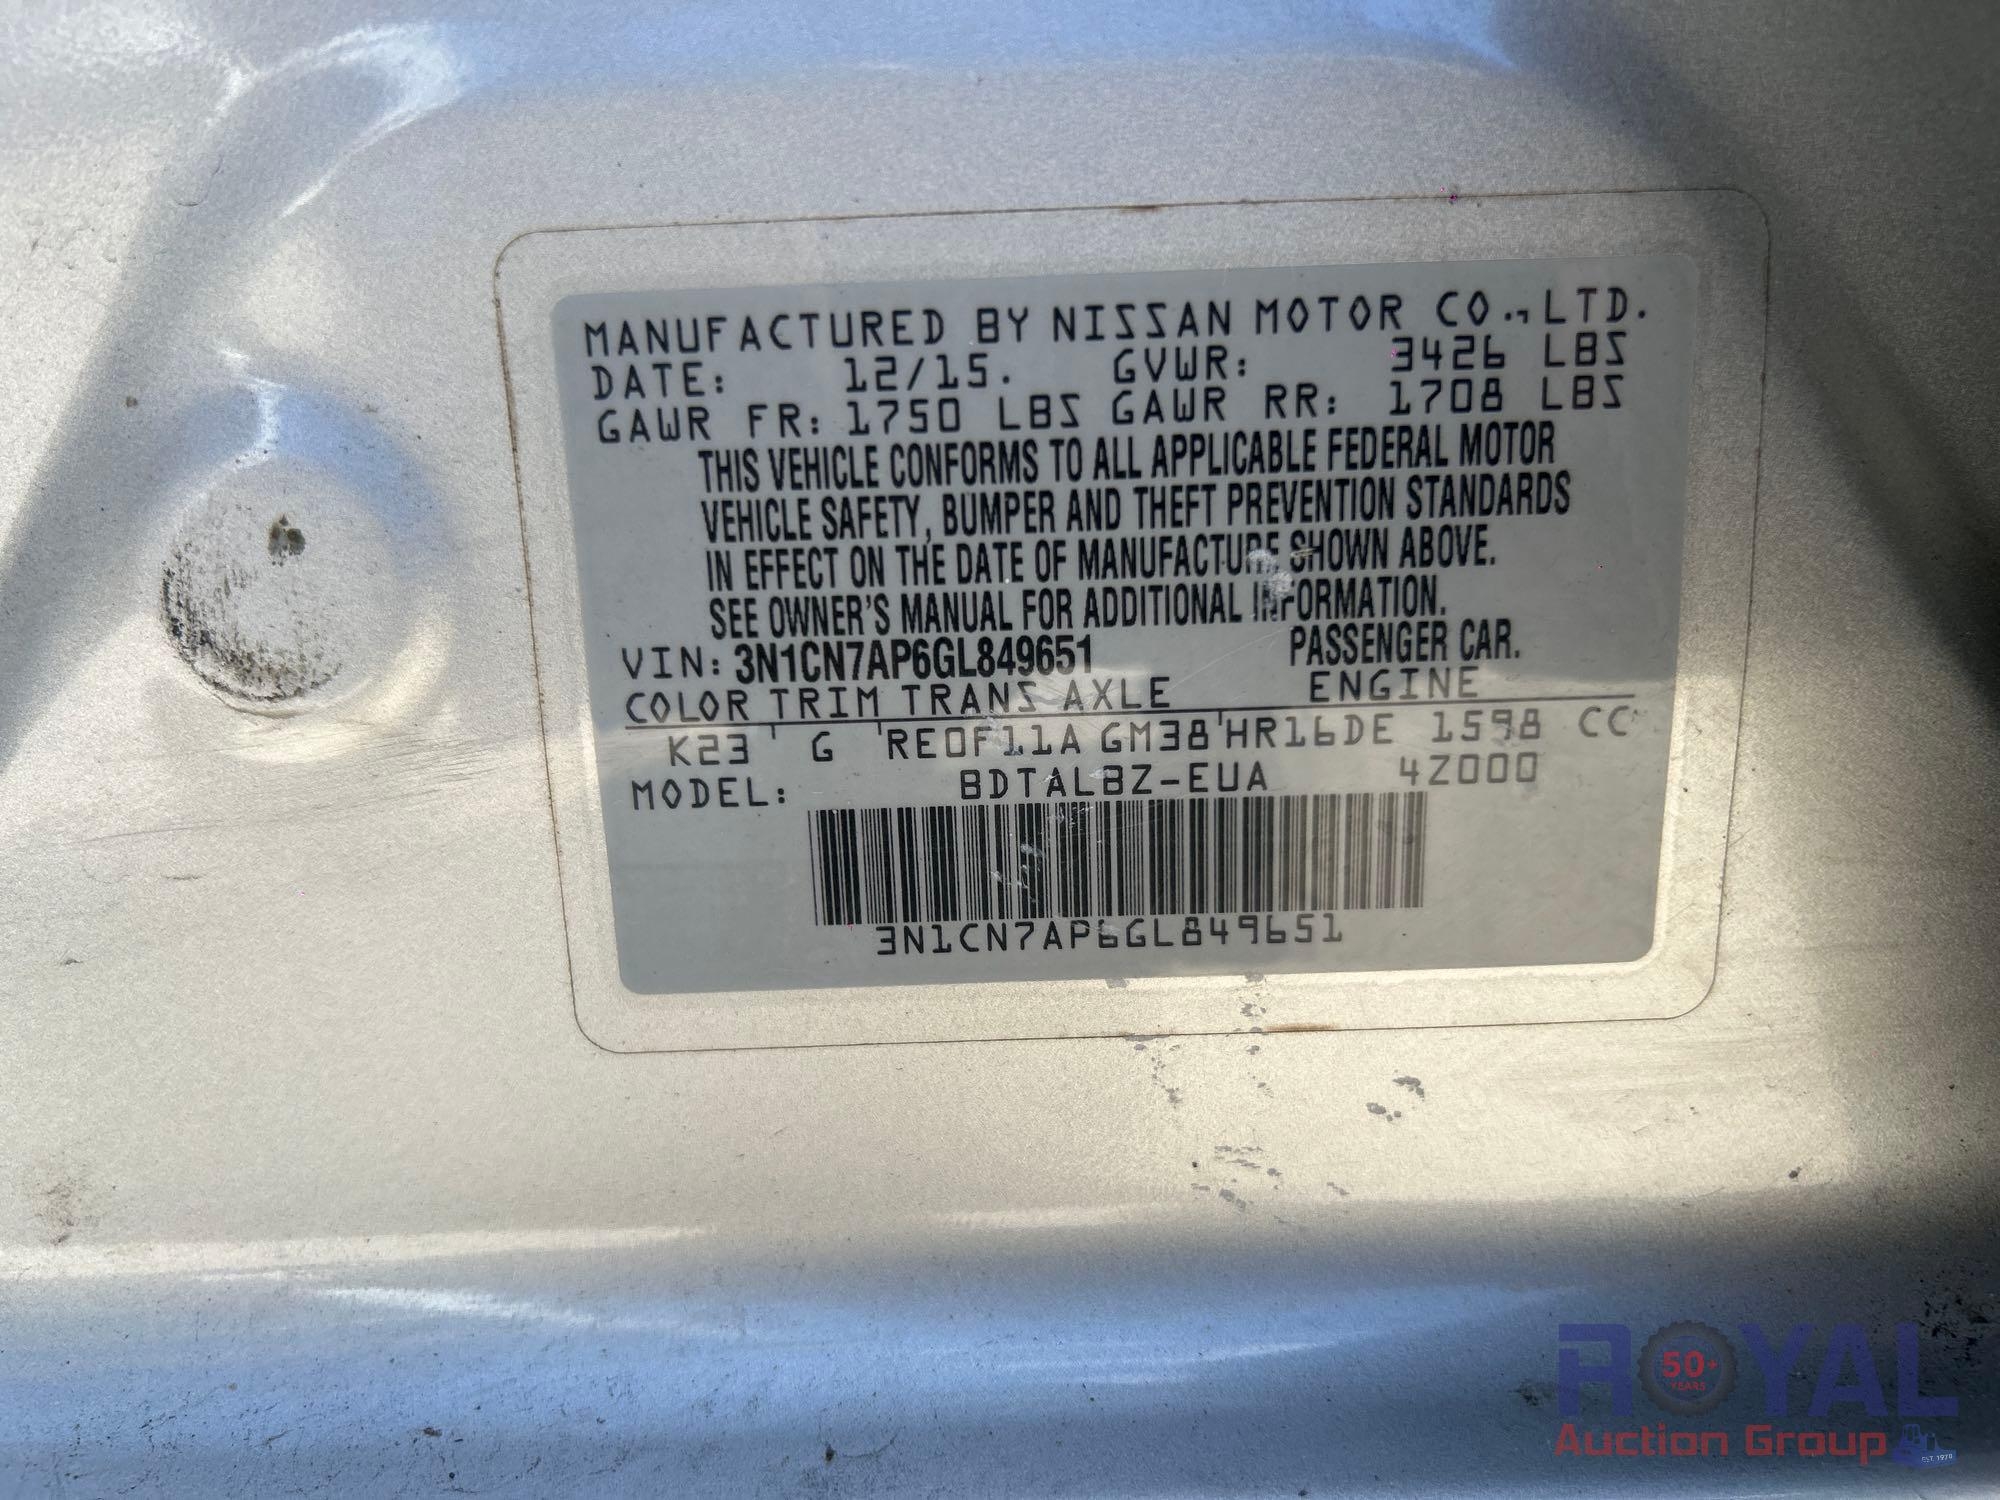 MANUFACTURED BY NISSAN MOTOR CO., LTD.
DATE: 12/15. GVWR: 3426 LBS
GAWR FR: 1750 LBS GAWR RR: 1708 LBS
THIS VEHICLE CONFORMS TO ALL APPLICABLE FEDERAL MOTOR
VEHICLE SAFETY, BUMPER AND THEFT PREVENTION STANDARDS
IN EFFECT ON THE DATE OF MANUFACTURE SHOWN ABOVE.
SEE OWNER'S MANUAL FOR ADDITIONAL INFORMATION.
VIN: 3N1CN7AP6GL849651 PASSENGER CAR.
COLOR TRIM TRANS AXLE ENGINE
K23 G RE0F11A GM38 HR16DE 1598 CC
MODEL: BDTALBZ-EUA 4Z000
3N1CN7AP6GL849651
ROYAL
50+
YEARS
Auction Group
EST. 1970